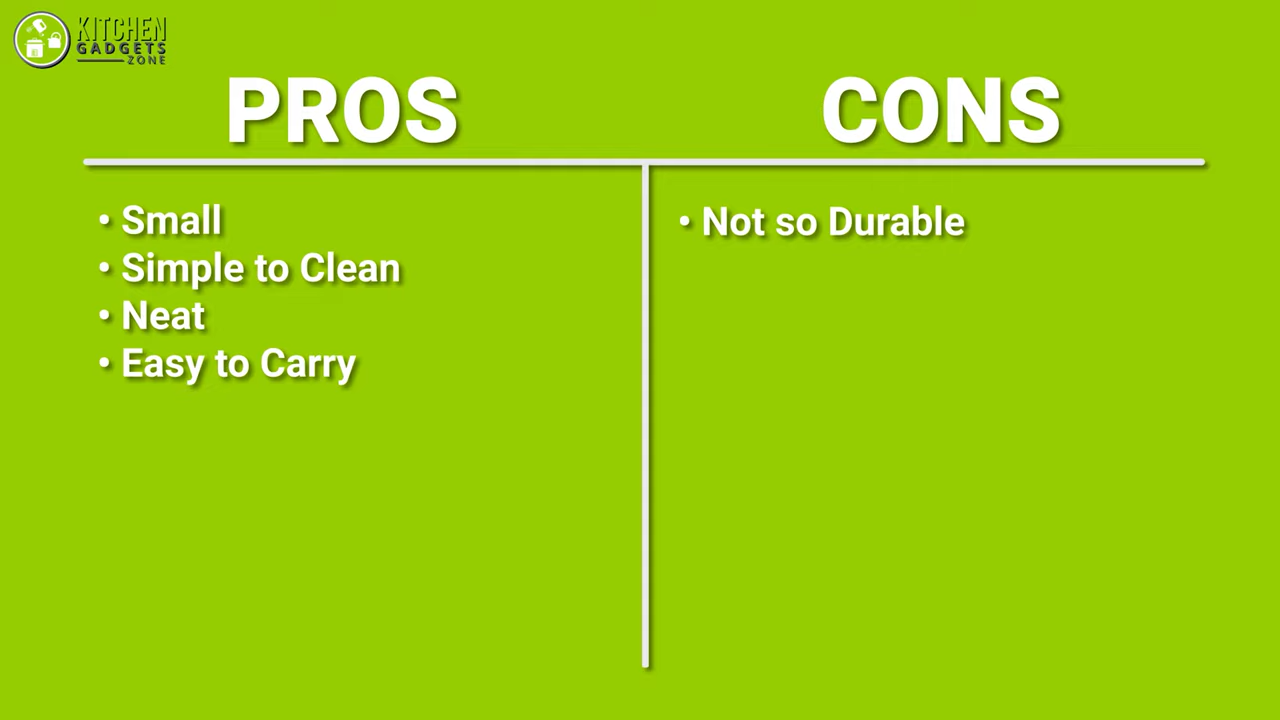 KITCHEN
GADGETS
ZONE
PROS
CONS
• Small
• Simple to Clean
• Neat
• Easy to Carry
• Not so Durable